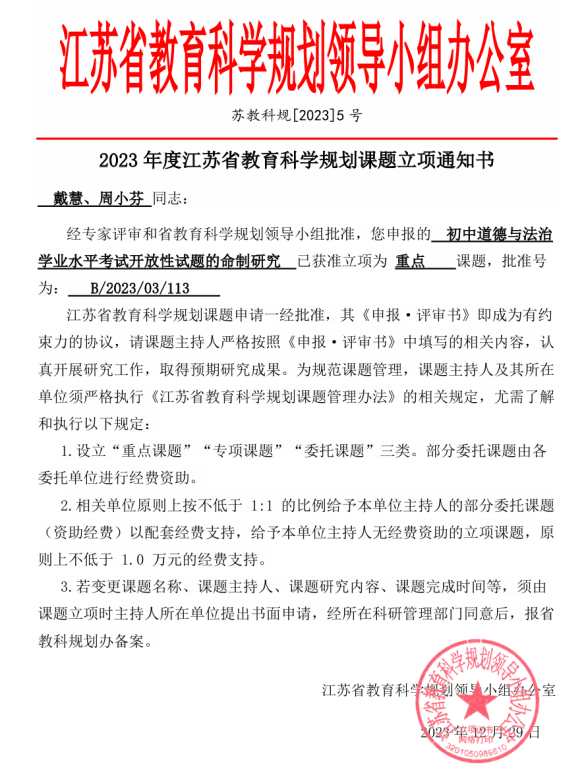 江苏省教育科学规划领导小组办公室
苏教科规[2023]5 号
2023 年度江苏省教育科学规划课题立项通知书
戴慧、周小芬 同志：
经专家评审和省教育科学规划领导小组批准，您申报的 初中道德与法治
学业水平考试开放性试题的命制研究 已获准立项为 重点 课题，批准号
为： B/2023/03/113
江苏省教育科学规划课题申请一经批准，其《申报·评审书》即成为有约
束力的协议，请课题主持人严格按照《申报·评审书》中填写的相关内容，认
真开展研究工作，取得预期研究成果。为规范课题管理，课题主持人及其所在
单位须严格执行《江苏省教育科学规划课题管理办法》的相关规定，尤需了解
和执行以下规定：
1.设立“重点课题”“专项课题”“委托课题”三类。部分委托课题由各
委托单位进行经费资助。
2.相关单位原则上按不低于 1:1 的比例给予本单位主持人的部分委托课题
（资助经费）以配套经费支持，给予本单位主持人无经费资助的立项课题，原
则上不低于 1.0 万元的经费支持。
3.若变更课题名称、课题主持人、课题研究内容、课题完成时间等，须由
课题立项时主持人所在单位提出书面申请，经所在科研管理部门同意后，报省
教科规划办备案。
江苏省教育科学规划领导小组办公室
2023 年 12 月 29 日
江苏省教育科学规划领导小组办公室
立项证书
网络打印